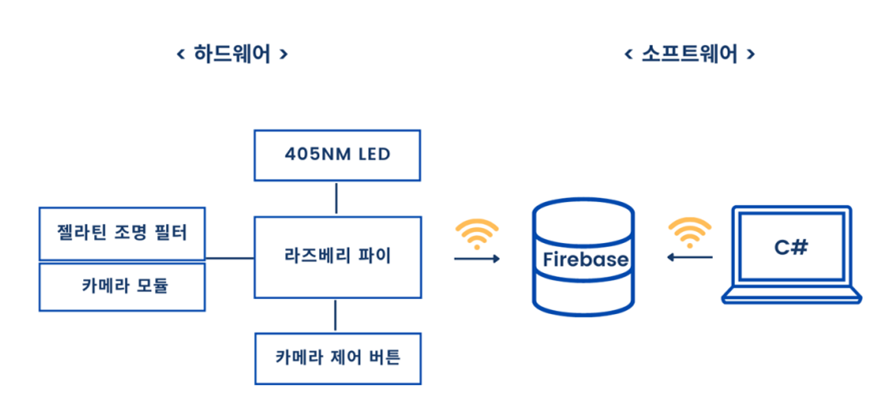 < 하드웨어 >
< 소프트웨어 >
405NM LED
젤라틴 조명 필터
카메라 모듈
라즈베리 파이
카메라 제어 버튼
Firebase
C#